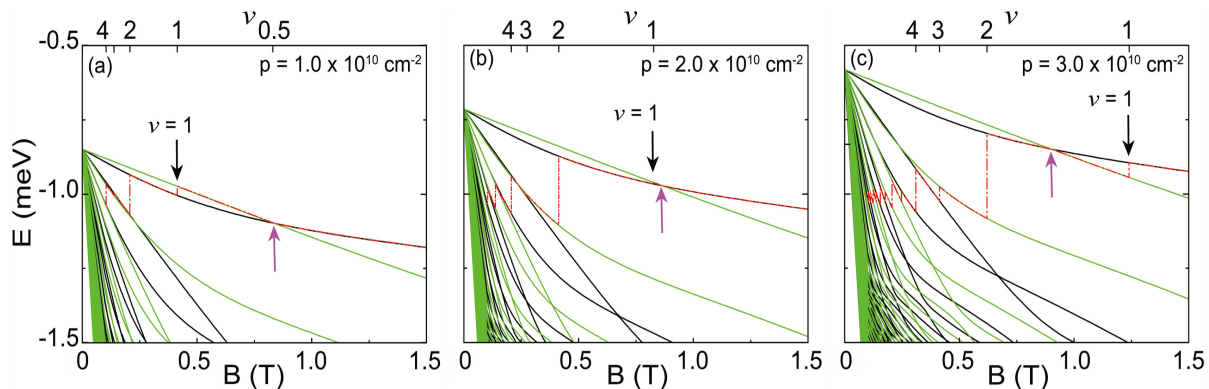 ν
ν
ν
4 2 1 0.5
4 3 2 1
4 3 2 1
-0.5
(a) p = 1.0 x 10¹⁰ cm⁻²
(b) p = 2.0 x 10¹⁰ cm⁻²
(c) p = 3.0 x 10¹⁰ cm⁻²
ν = 1
ν = 1
ν = 1
E (meV)
-1.0
-1.5
0 0.5 1.0 1.5
0 0.5 1.0 1.5
0 0.5 1.0 1.5
B (T)
B (T)
B (T)